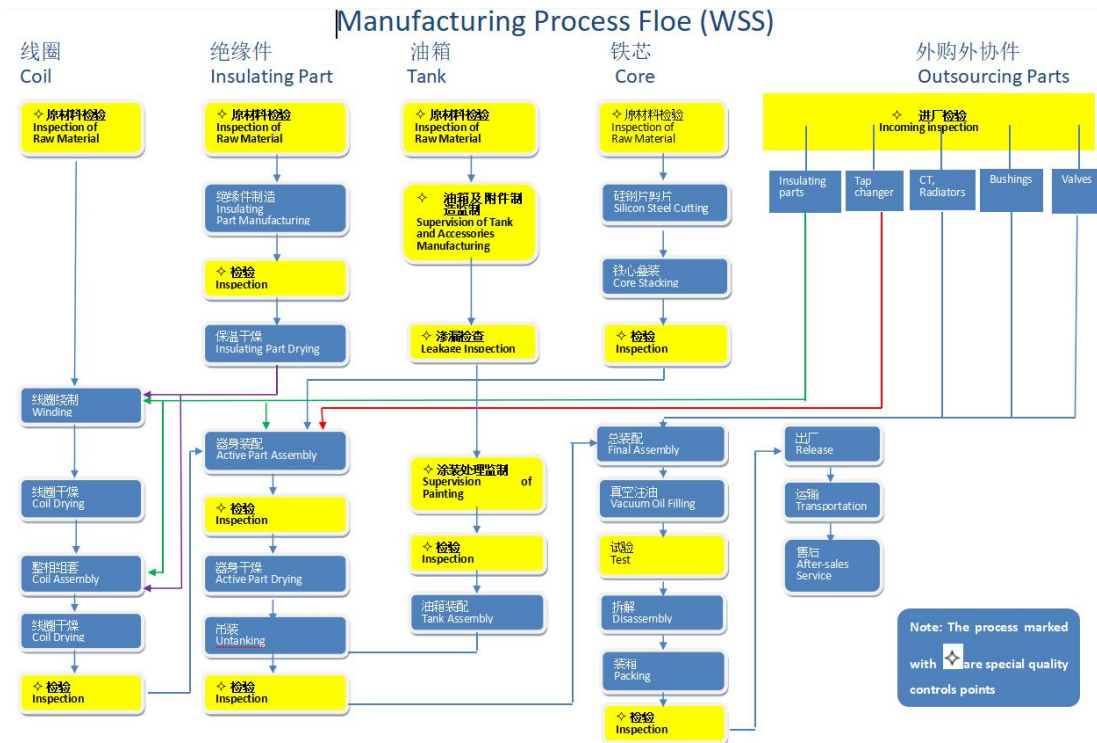 Manufacturing Process Floe (WSS)
线圈
Coil
绝缘件
Insulating Part
油箱
Tank
铁芯
Core
外购外协件
Outsourcing Parts
✧ 原材料检验
Inspection of
Raw Material
✧ 原材料检验
Inspection of
Raw Material
✧ 原材料检验
Inspection of
Raw Material
✧ 原材料检验
Inspection of
Raw Material
✧ 进厂检验
Incoming inspection
Insulating
parts
Tap
changer
CT,
Radiators
Bushings
Valves
绝缘件制造
Insulating
Part Manufacturing
✧ 油箱及附件制
造监制
Supervision of Tank
and Accessories
Manufacturing
硅钢片剪片
Silicon Steel Cutting
✧ 检验
Inspection
铁心叠装
Core Stacking
保温干燥
Insulating Part Drying
✧ 渗漏检查
Leakage Inspection
✧ 检验
Inspection
线圈绕制
Winding
器身装配
Active Part Assembly
总装配
Final Assembly
出厂
Release
✧ 涂装处理监制
Supervision of
Painting
线圈干燥
Coil Drying
✧ 检验
Inspection
真空注油
Vacuum Oil Filling
运输
Transportation
整相组套
Coil Assembly
器身干燥
Active Part Drying
✧ 检验
Inspection
试验
Test
售后
After-sales
Service
线圈干燥
Coil Drying
吊装
Untanking
油箱装配
Tank Assembly
拆解
Disassembly
✧ 检验
Inspection
✧ 检验
Inspection
装箱
Packing
✧ 检验
Inspection
Note: The process marked
with ✧ are special quality
controls points